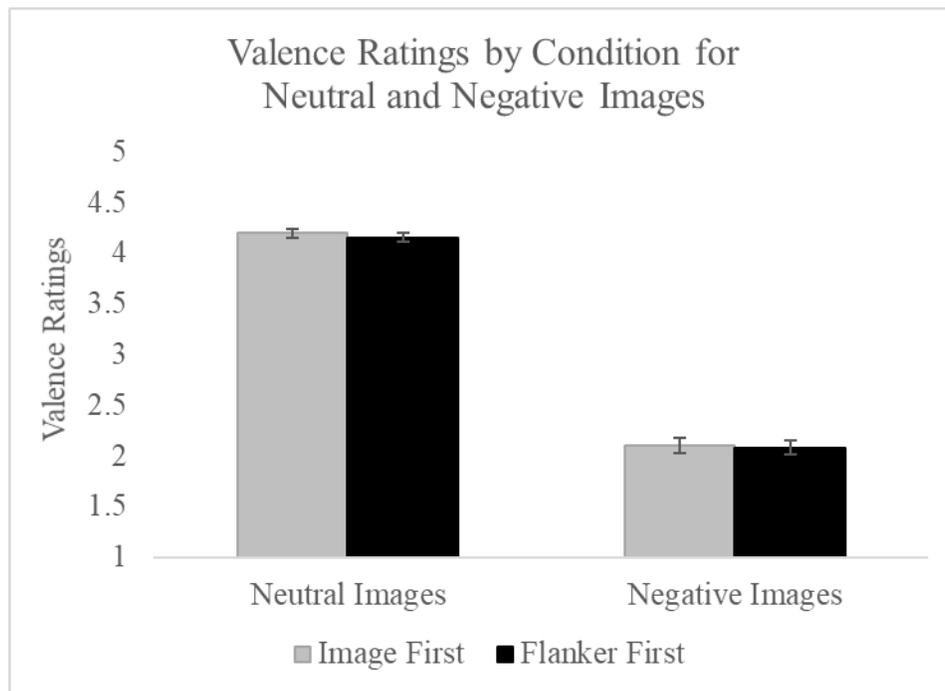 Valence Ratings by Condition for
Neutral and Negative Images
Valence Ratings
5
4.5
4
3.5
3
2.5
2
1.5
1
Neutral Images Negative Images
Image First Flanker First